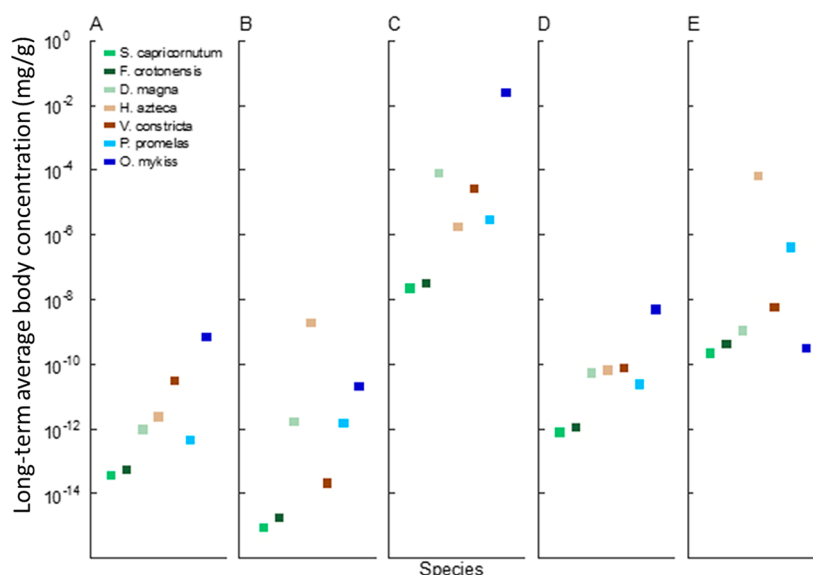 A B C D E
Long-term average body concentration (mg/g)
10^0
10^-2
10^-4
10^-6
10^-8
10^-10
10^-12
10^-14
S. capricornutum
F. crotonensis
D. magna
H. azteca
V. constricta
P. promelas
O. mykiss
Species